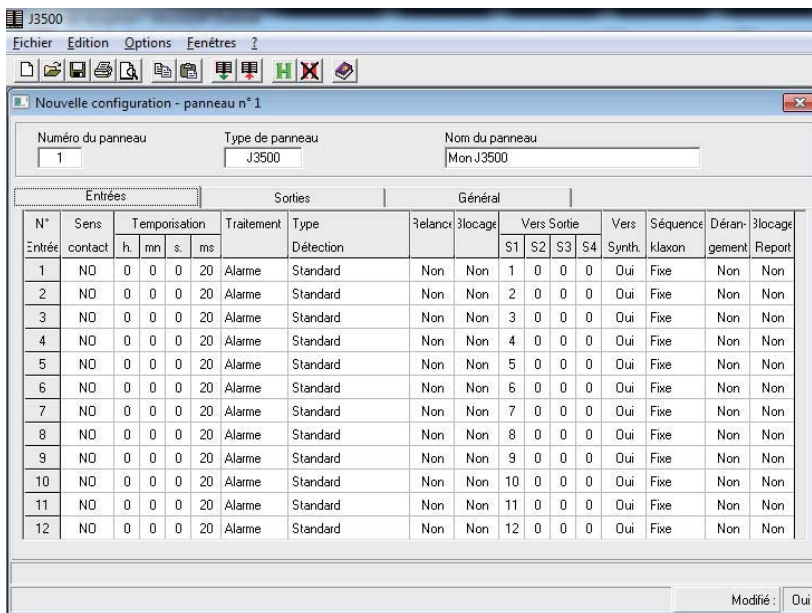 J3500
Fichier Edition Options Fenêtres ?
Nouvelle configuration - panneau n° 1
Numéro du panneau Type de panneau Nom du panneau
1 J3500 Mon J3500
Entrées Sorties Général
N° Sens Temporisation Traitement Type Relance Blocage Vers Sortie Vers Séquence Déran- Blocage
Entrée contact h. mn s. ms Détection S1 S2 S3 S4 Synth. klaxon gement Report
1 NO 0 0 0 20 Alarme Standard Non Non 1 0 0 0 Oui Fixe Non Non
2 NO 0 0 0 20 Alarme Standard Non Non 2 0 0 0 Oui Fixe Non Non
3 NO 0 0 0 20 Alarme Standard Non Non 3 0 0 0 Oui Fixe Non Non
4 NO 0 0 0 20 Alarme Standard Non Non 4 0 0 0 Oui Fixe Non Non
5 NO 0 0 0 20 Alarme Standard Non Non 5 0 0 0 Oui Fixe Non Non
6 NO 0 0 0 20 Alarme Standard Non Non 6 0 0 0 Oui Fixe Non Non
7 NO 0 0 0 20 Alarme Standard Non Non 7 0 0 0 Oui Fixe Non Non
8 NO 0 0 0 20 Alarme Standard Non Non 8 0 0 0 Oui Fixe Non Non
9 NO 0 0 0 20 Alarme Standard Non Non 9 0 0 0 Oui Fixe Non Non
10 NO 0 0 0 20 Alarme Standard Non Non 10 0 0 0 Oui Fixe Non Non
11 NO 0 0 0 20 Alarme Standard Non Non 11 0 0 0 Oui Fixe Non Non
12 NO 0 0 0 20 Alarme Standard Non Non 12 0 0 0 Oui Fixe Non Non
Modifié : Oui